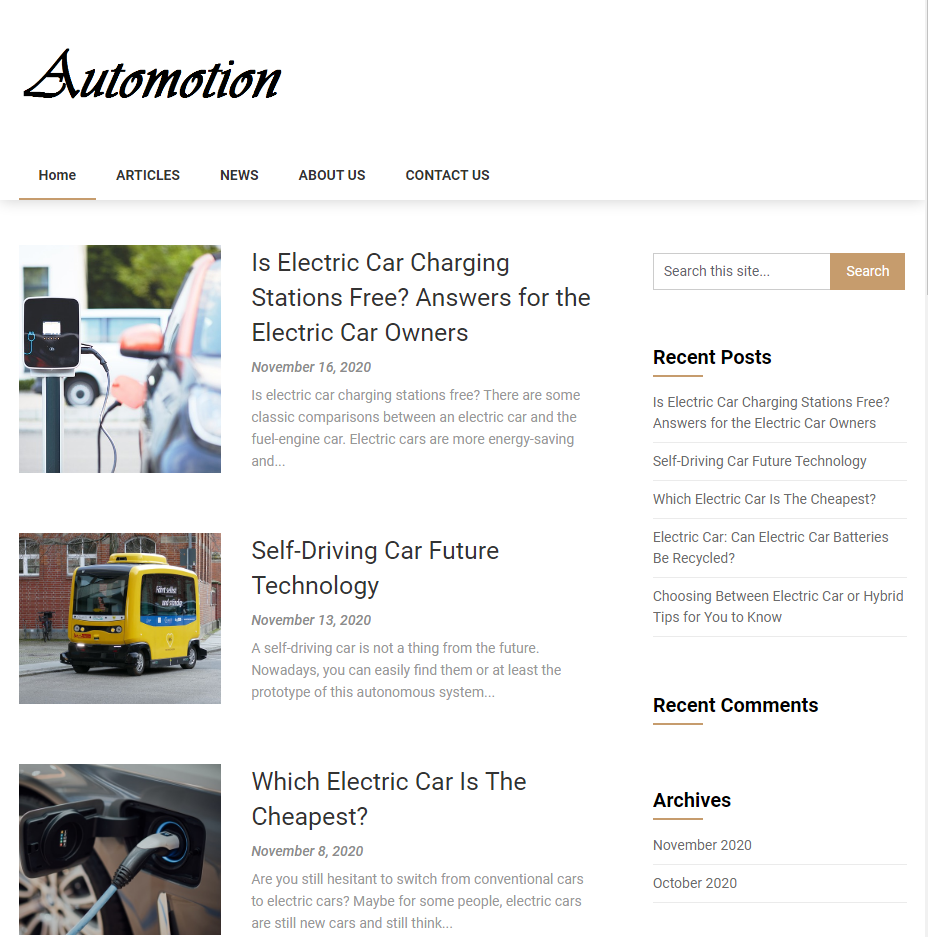 Automotion
Home
ARTICLES
NEWS
ABOUT US
CONTACT US
Is Electric Car Charging
Stations Free? Answers for the
Electric Car Owners
November 16, 2020
Is electric car charging stations free? There are some
classic comparisons between an electric car and the
fuel-engine car. Electric cars are more energy-saving
and...
Self-Driving Car Future
Technology
November 13, 2020
A self-driving car is not a thing from the future.
Nowadays, you can easily find them or at least the
prototype of this autonomous system...
Which Electric Car Is The
Cheapest?
November 8, 2020
Are you still hesitant to switch from conventional cars
to electric cars? Maybe for some people, electric cars
are still new cars and still think...
Search this site...
Search
Recent Posts
Is Electric Car Charging Stations Free?
Answers for the Electric Car Owners
Self-Driving Car Future Technology
Which Electric Car Is The Cheapest?
Electric Car: Can Electric Car Batteries
Be Recycled?
Choosing Between Electric Car or Hybrid
Tips for You to Know
Recent Comments
Archives
November 2020
October 2020